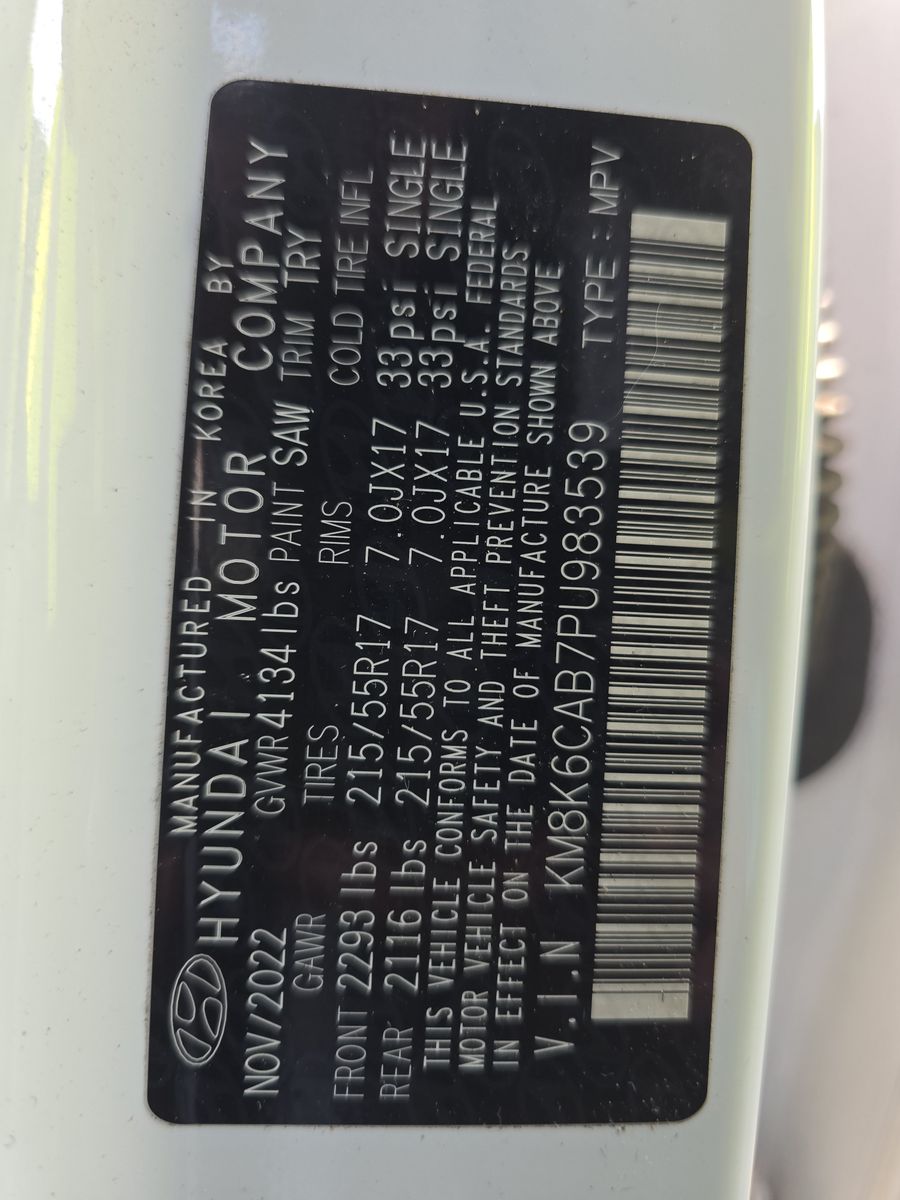 MANUFACTURED IN KOREA BY
HYUNDAI MOTOR COMPANY
NOV/2022 GVWR 4134lbs PAINT SAW TRIM TRY
GAWR TIRES RIMS COLD TIRE INFL
FRONT 2293 lbs 215/55R17 7.0JX17 33psi SINGLE
REAR 2116 lbs 215/55R17 7.0JX17 33psi SINGLE
THIS VEHICLE CONFORMS TO ALL APPLICABLE U.S.A. FEDERAL
MOTOR VEHICLE SAFETY AND THEFT PREVENTION STANDARDS
IN EFFECT ON THE DATE OF MANUFACTURE SHOWN ABOVE
V.I.N KM8K6CAB7PU983539 TYPE : MPV